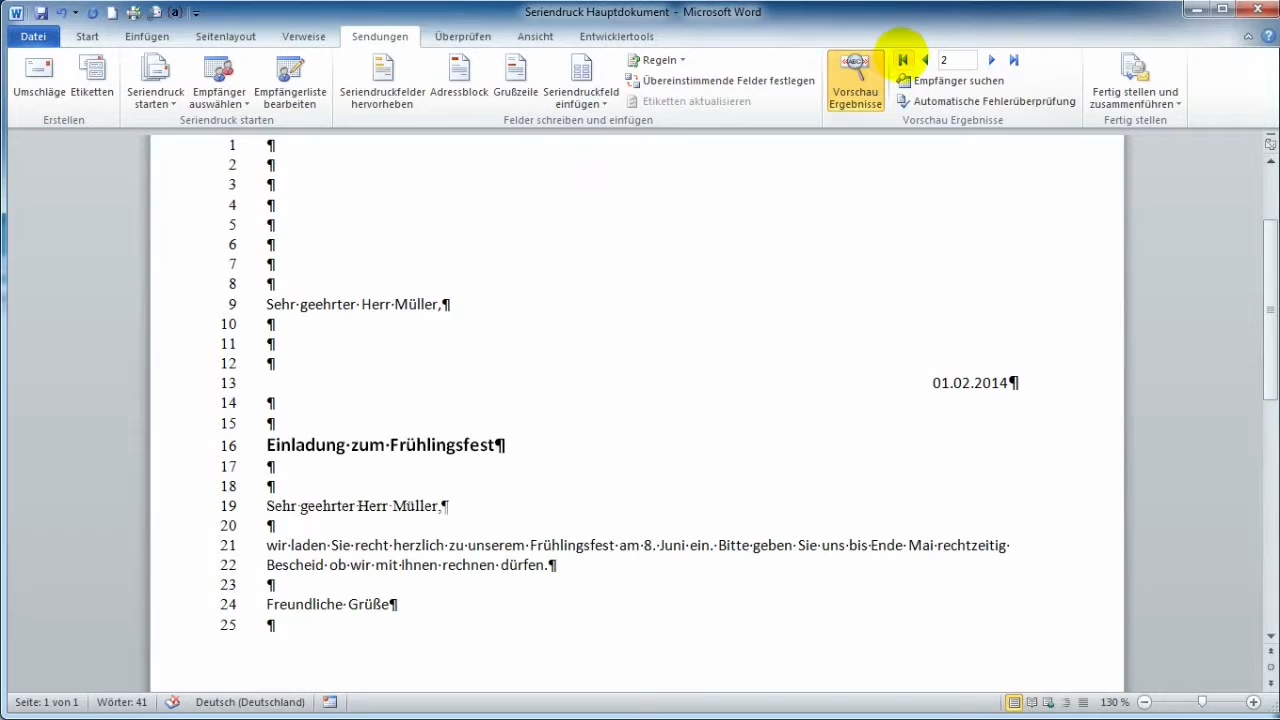 Seriendruck Hauptdokument - Microsoft Word
Datei Start Einfügen Seitenlayout Verweise Sendungen Überprüfen Ansicht Entwicklertools
Umschläge
Etiketten
Erstellen
Seriendruck
starten
Empfänger
auswählen
Empfängerliste
bearbeiten
Seriendruck starten
Seriendruckfelder
hervorheben
Adressblock
Grußzeile
Seriendruckfeld
einfügen
Regeln
Übereinstimmende Felder festlegen
Etiketten aktualisieren
Felder schreiben und einfügen
«ABC»
Vorschau
Ergebnisse
2
Empfänger suchen
Automatische Fehlerüberprüfung
Vorschau Ergebnisse
Fertig stellen und
zusammenführen
Fertig stellen
1 ¶
2 ¶
3 ¶
4 ¶
5 ¶
6 ¶
7 ¶
8 ¶
9 Sehr·geehrter·Herr·Müller,¶
10 ¶
11 ¶
12 ¶
13 01.02.2014¶
14 ¶
15 ¶
16 Einladung·zum·Frühlingsfest¶
17 ¶
18 ¶
19 Sehr·geehrter·Herr·Müller,¶
20 ¶
21 wir·laden·Sie·recht·herzlich·zu·unserem·Frühlingsfest·am·8.·Juni·ein.·Bitte·geben·Sie·uns·bis·Ende·Mai·rechtzeitig·
22 Bescheid·ob·wir·mit·Ihnen·rechnen·dürfen.¶
23 ¶
24 Freundliche·Grüße¶
25 ¶
Seite: 1 von 1 Wörter: 41 Deutsch (Deutschland) 130 %